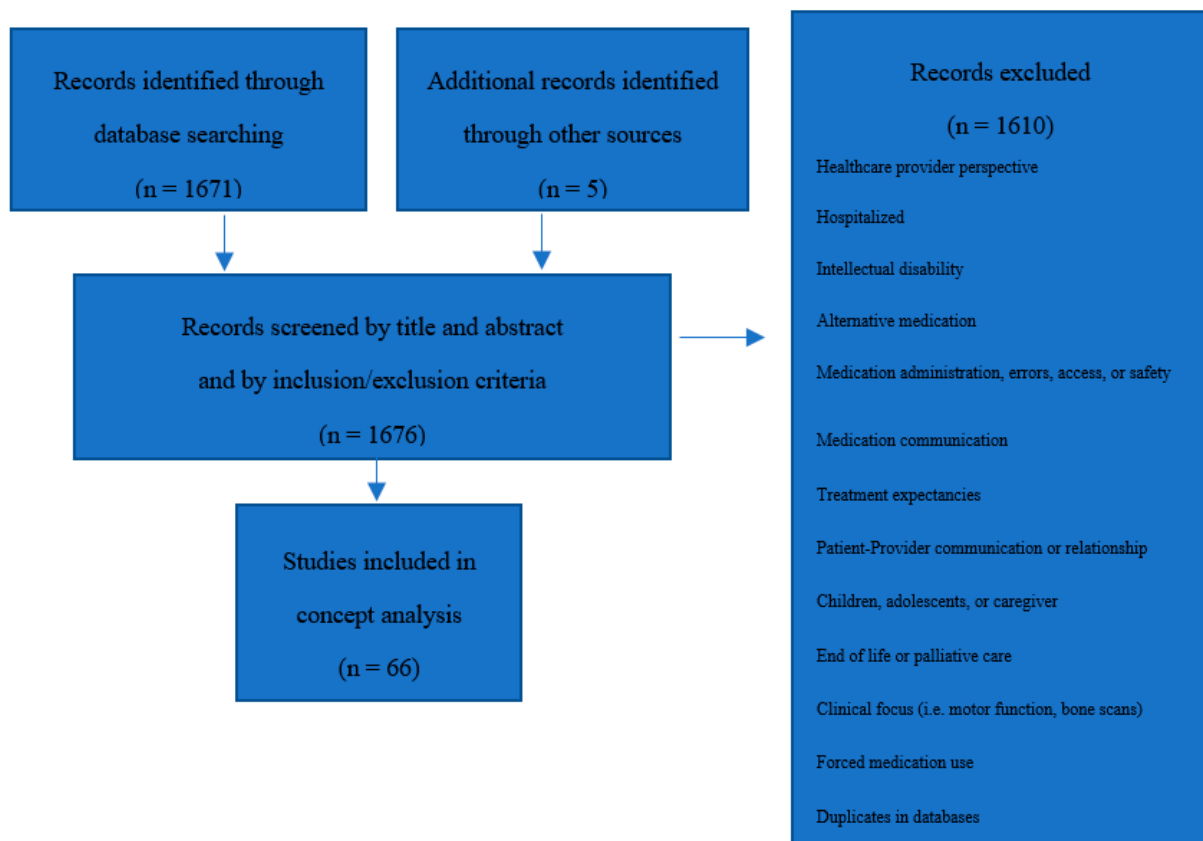 Records identified through
database searching
(n = 1671)
Additional records identified
through other sources
(n = 5)
Records screened by title and abstract
and by inclusion/exclusion criteria
(n = 1676)
Studies included in
concept analysis
(n = 66)
Records excluded
(n = 1610)
Healthcare provider perspective
Hospitalized
Intellectual disability
Alternative medication
Medication administration, errors, access, or safety
Medication communication
Treatment expectancies
Patient-Provider communication or relationship
Children, adolescents, or caregiver
End of life or palliative care
Clinical focus (i.e. motor function, bone scans)
Forced medication use
Duplicates in databases